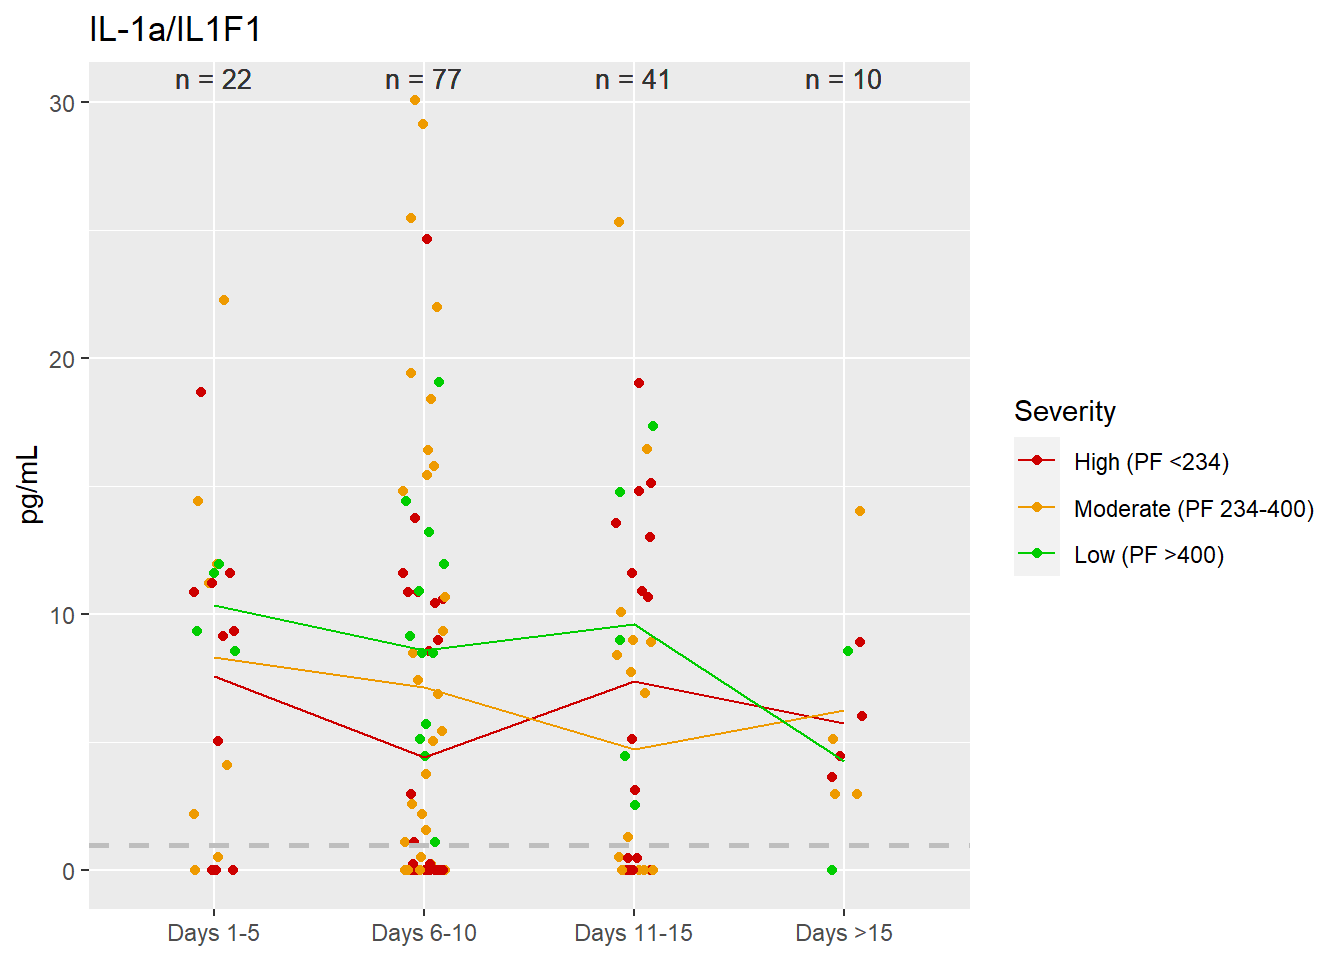 IL-1a/IL1F1
n = 22
n = 77
n = 41
n = 10
30
20
10
0
pg/mL
Days 1-5
Days 6-10
Days 11-15
Days >15
Severity
High (PF <234)
Moderate (PF 234-400)
Low (PF >400)